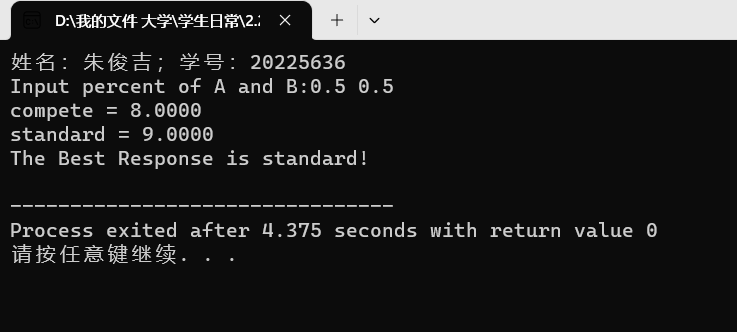 D:\我的文件 大学\学生日常\2.2
姓名：朱俊吉；学号：20225636
Input percent of A and B:0.5 0.5
compete = 8.0000
standard = 9.0000
The Best Response is standard!
--------------------------------
Process exited after 4.375 seconds with return value 0
请按任意键继续. . .